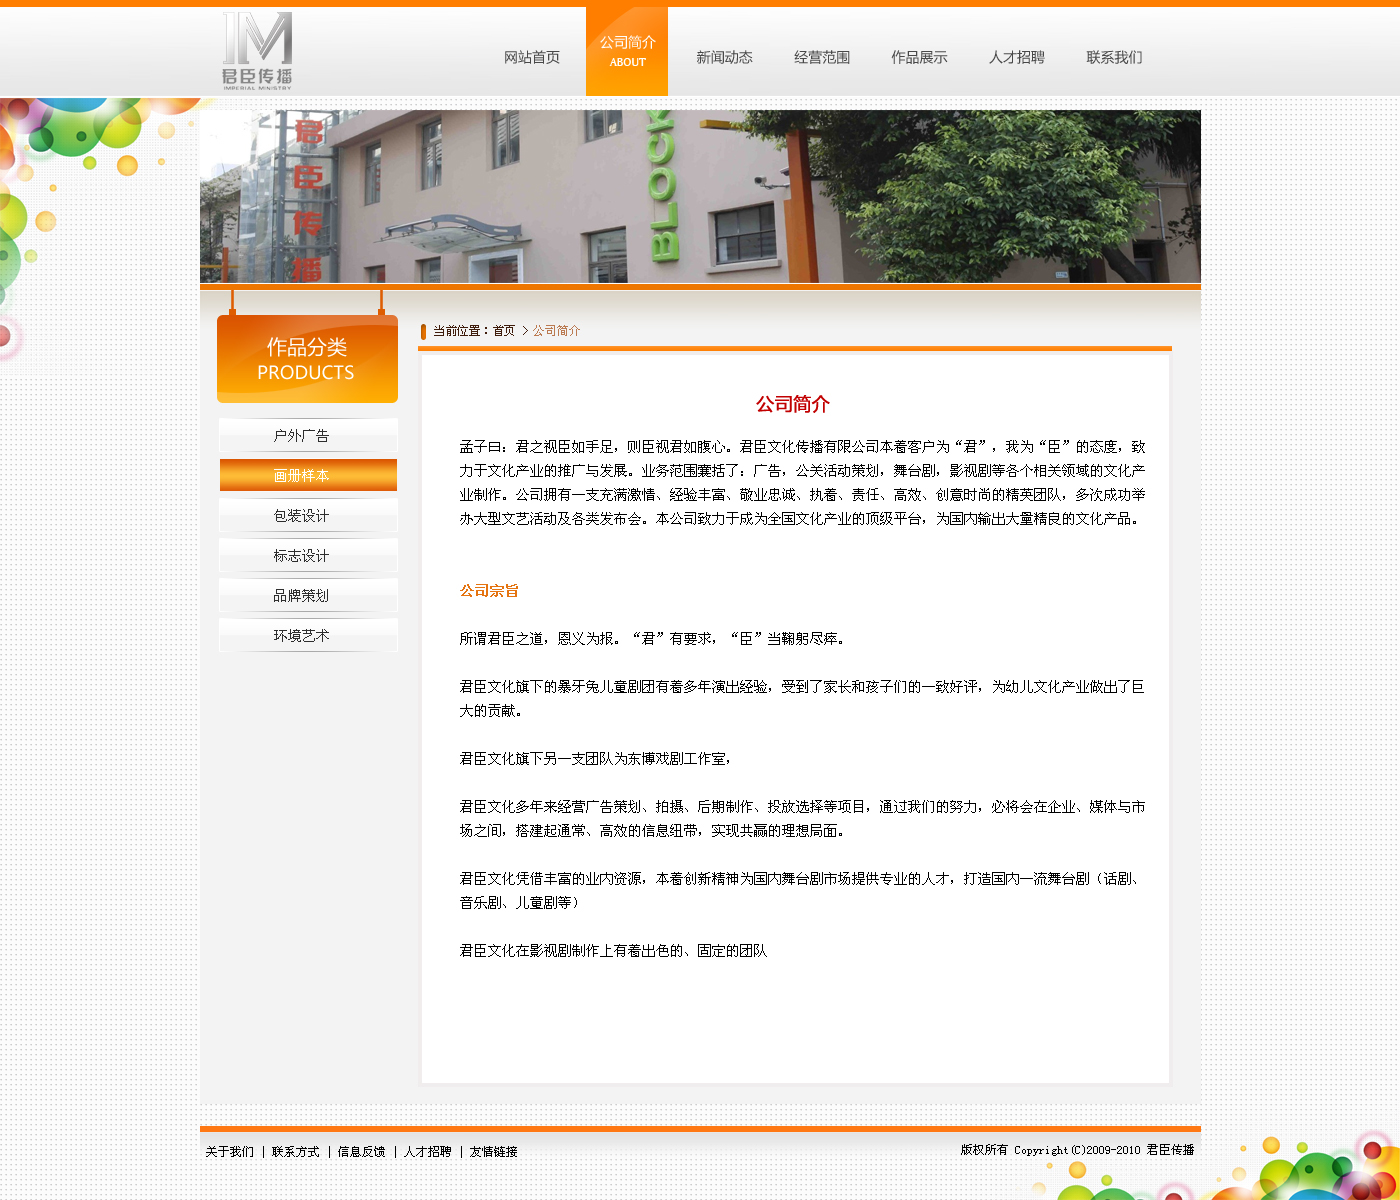 IM
君臣传播
IMPERIAL MINISTRY
网站首页
公司简介
ABOUT
新闻动态
经营范围
作品展示
人才招聘
联系我们
君臣传播
BLOCK
作品分类
PRODUCTS
户外广告
画册样本
包装设计
标志设计
品牌策划
环境艺术
当前位置：首页 > 公司简介
公司简介
孟子曰：君之视臣如手足，则臣视君如腹心。君臣文化传播有限公司本着客户为“君”，我为“臣”的态度，致
力于文化产业的推广与发展。业务范围囊括了：广告，公关活动策划，舞台剧，影视剧等各个相关领域的文化产
业制作。公司拥有一支充满激情、经验丰富、敬业忠诚、执着、责任、高效、创意时尚的精英团队，多次成功举
办大型文艺活动及各类发布会。本公司致力于成为全国文化产业的顶级平台，为国内输出大量精良的文化产品。
公司宗旨
所谓君臣之道，恩义为报。“君”有要求，“臣”当鞠躬尽瘁。
君臣文化旗下的暴牙兔儿童剧团有着多年演出经验，受到了家长和孩子们的一致好评，为幼儿文化产业做出了巨
大的贡献。
君臣文化旗下另一支团队为东博戏剧工作室，
君臣文化多年来经营广告策划、拍摄、后期制作、投放选择等项目，通过我们的努力，必将会在企业、媒体与市
场之间，搭建起通常、高效的信息纽带，实现共赢的理想局面。
君臣文化凭借丰富的业内资源，本着创新精神为国内舞台剧市场提供专业的人才，打造国内一流舞台剧（话剧、
音乐剧、儿童剧等）
君臣文化在影视剧制作上有着出色的、固定的团队
关于我们 | 联系方式 | 信息反馈 | 人才招聘 | 友情链接
版权所有 Copyright(C)2009-2010 君臣传播